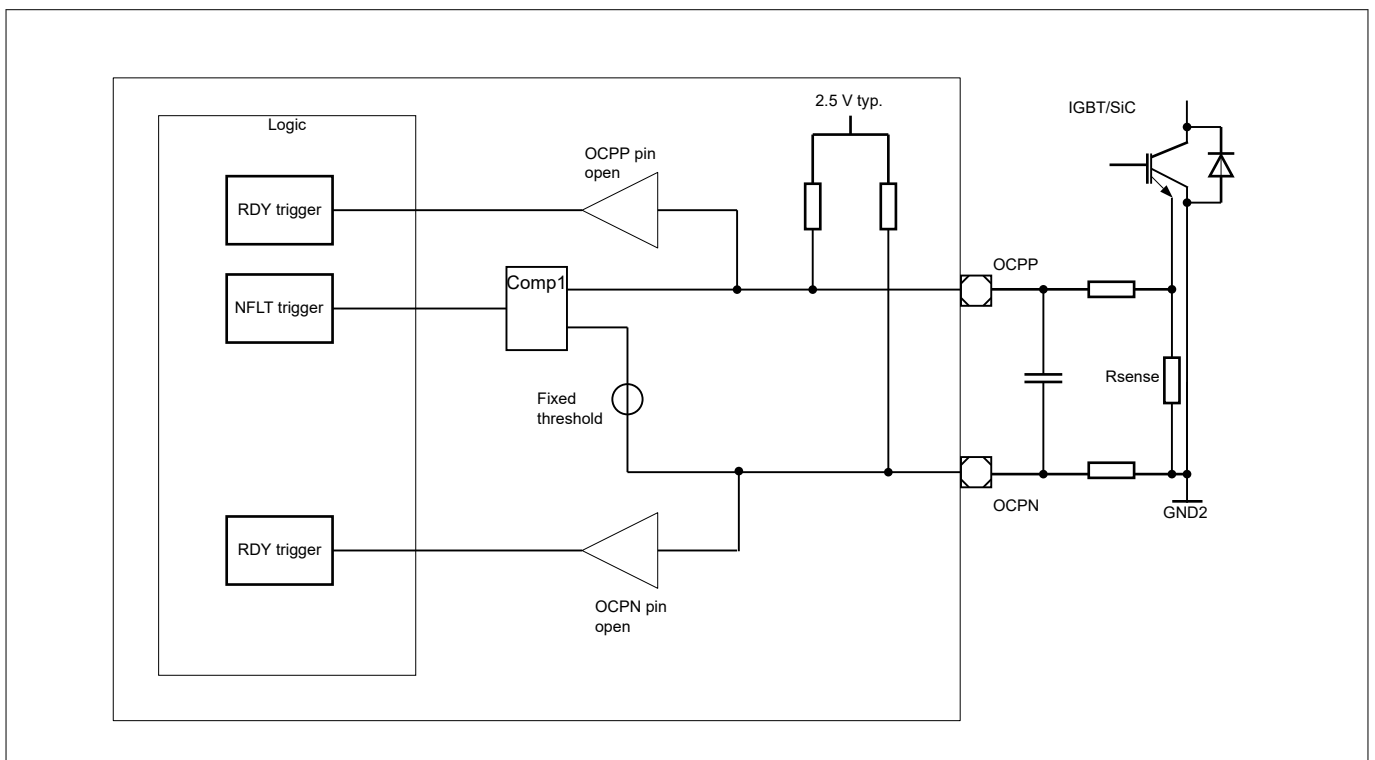 2.5 V typ.
IGBT/SiC
Logic
OCPP pin
open
RDY trigger
OCPP
Comp1
NFLT trigger
Rsense
Fixed
threshold
OCPN
GND2
RDY trigger
OCPN pin
open